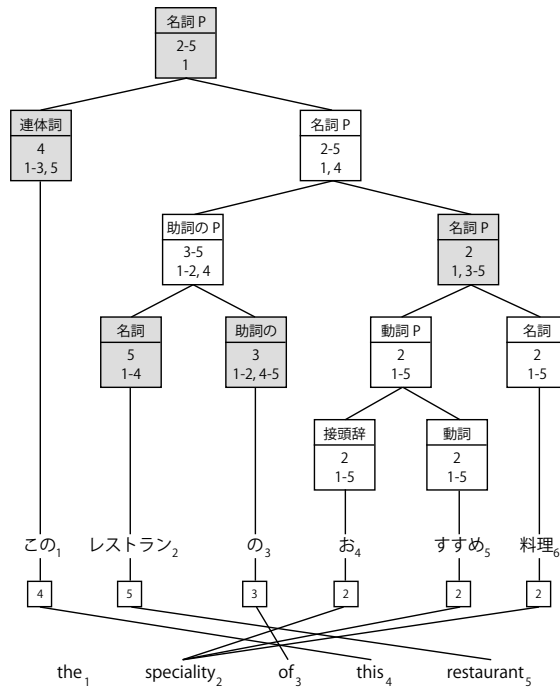 名詞 P
2-5
1
連体詞
4
1-3, 5
名詞 P
2-5
1, 4
助詞の P
3-5
1-2, 4
名詞 P
2
1, 3-5
名詞
5
1-4
助詞の
3
1-2, 4-5
動詞 P
2
1-5
名詞
2
1-5
接頭辞
2
1-5
動詞
2
1-5
この1 レストラン2 の3 お4 すすめ5 料理6
4 5 3 2 2 2
the1 speciality2 of3 this4 restaurant5